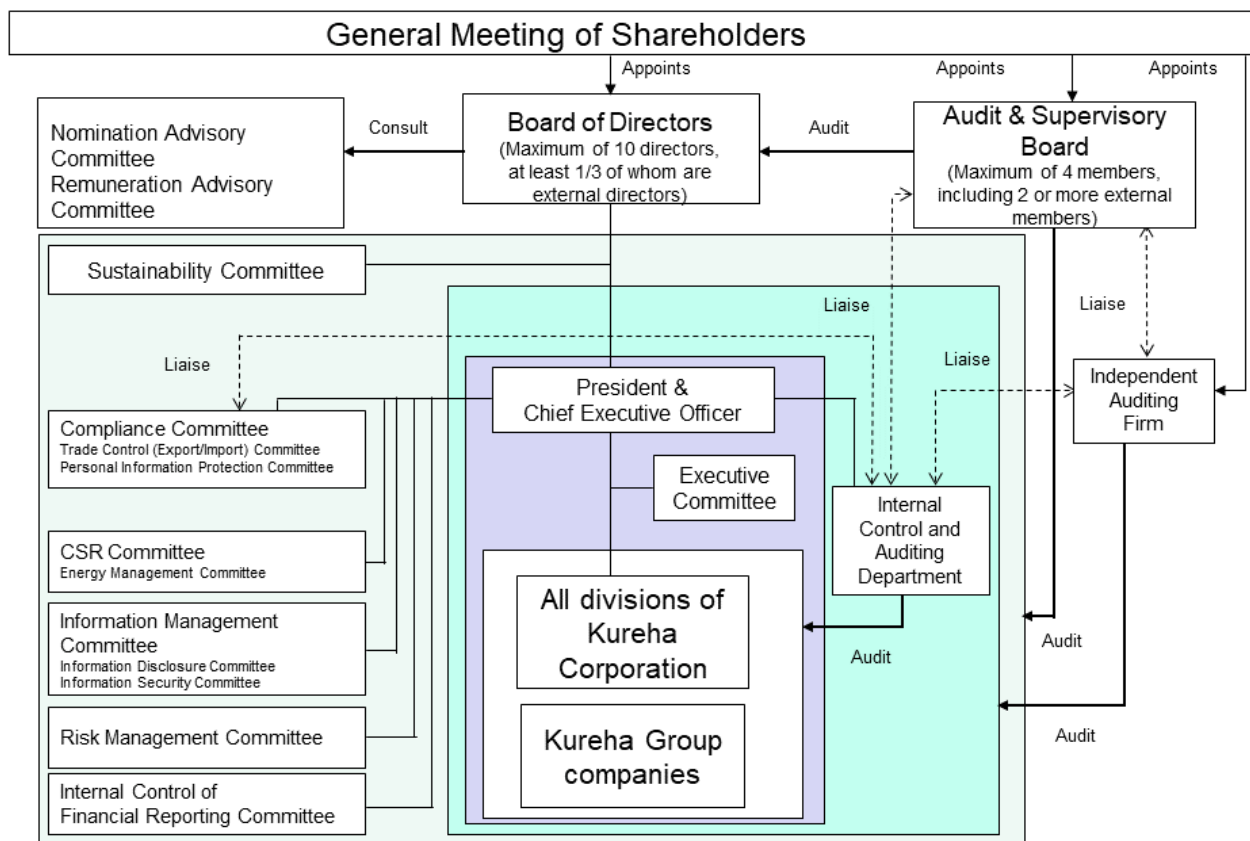 General Meeting of Shareholders
Appoints
Appoints
Appoints
Nomination Advisory
Committee
Remuneration Advisory
Committee
Consult
Board of Directors
(Maximum of 10 directors,
at least 1/3 of whom are
external directors)
Audit
Audit & Supervisory
Board
(Maximum of 4 members,
including 2 or more external
members)
Sustainability Committee
Liaise
Liaise
Liaise
Liaise
President &
Chief Executive Officer
Independent
Auditing
Firm
Compliance Committee
Trade Control (Export/Import) Committee
Personal Information Protection Committee
Executive
Committee
Internal
Control and
Auditing
Department
CSR Committee
Energy Management Committee
All divisions of
Kureha
Corporation
Information Management
Committee
Information Disclosure Committee
Information Security Committee
Audit
Audit
Audit
Risk Management Committee
Kureha Group
companies
Internal Control of
Financial Reporting Committee